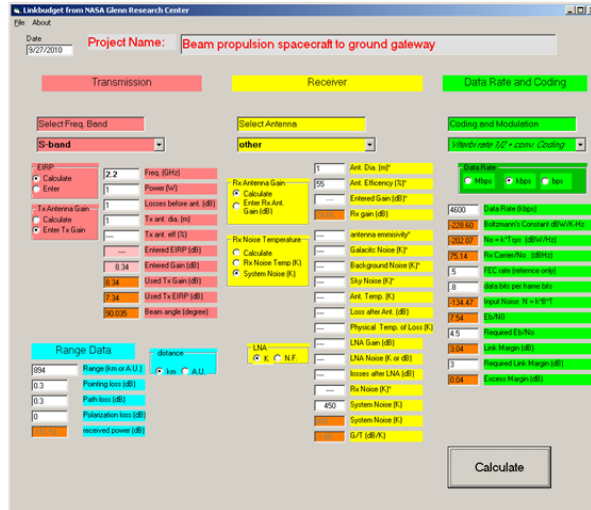 Linkbudget from NASA Glenn Research Center
File About
Date
9/27/2010
Project Name:
Beam propulsion spacecraft to ground gateway
Transmission
Receiver
Data Rate and Coding
Select Freq. Band
S-band
Select Antenna
other
Coding and Modulation
Viterbi rate 1/2 + conv. Coding
EIRP
Calculate
Enter
Tx Antenna Gain
Calculate
Enter Tx Gain
2.2 Freq. (GHz)
1 Power (W)
1 Losses before ant. (dB)
1 Tx ant. dia. (m)
--- Tx ant. eff (%)
--- Entered EIRP (dB)
8.34 Entered Gain (dB)
8.34 Used Tx Gain (dB)
7.34 Used Tx EIRP (dB)
90.035 Beam angle (degree)
Range Data
distance
km A.U.
894 Range (km or A.U.)
0.3 Pointing loss (dB)
0.3 Path loss (dB)
0 Polarization loss (dB)
received power (dB)
Rx Antenna Gain
Calculate
Enter Rx Ant.
Gain (dB)
Rx Noise Temperature
Calculate
Rx Noise Temp (K)
System Noise (K)
LNA
K N.F.
1 Ant. Dia. (m)*
55 Ant. Efficency (%)*
--- Entered Gain (dB)*
Rx gain (dB)
--- antenna emmisivity*
--- Galacitc Noise (K)*
--- Background Noise (K)*
--- Sky Noise (K)*
--- Ant. Temp. (K)
--- Loss after Ant. (dB)
--- Physical Temp. of Loss (K)
--- LNA Gain (dB)
--- LNA Noise (K or dB)
--- losses after LNA (dB)
--- Rx Noise (K)*
450 System Noise (K)
System Noise (K)
G/T (dB/K)
Data Rate
Mbps kbps bps
4600 Data Rate (kbps)
-228.60 Boltzmann's Constant dBW/K-Hz
-202.07 No = k*Tsys (dBW/Hz)
75.14 Rx Carrier/No (dBHz)
.5 FEC rate (refernce only)
.8 data bits per frame bits
-134.47 Input Noise N = k*B*T
7.54 Eb/N0
4.5 Required Eb/No
3.04 Link Margin (dB)
3 Required Link Margin (dB)
0.04 Excess Margin (dB)
Calculate